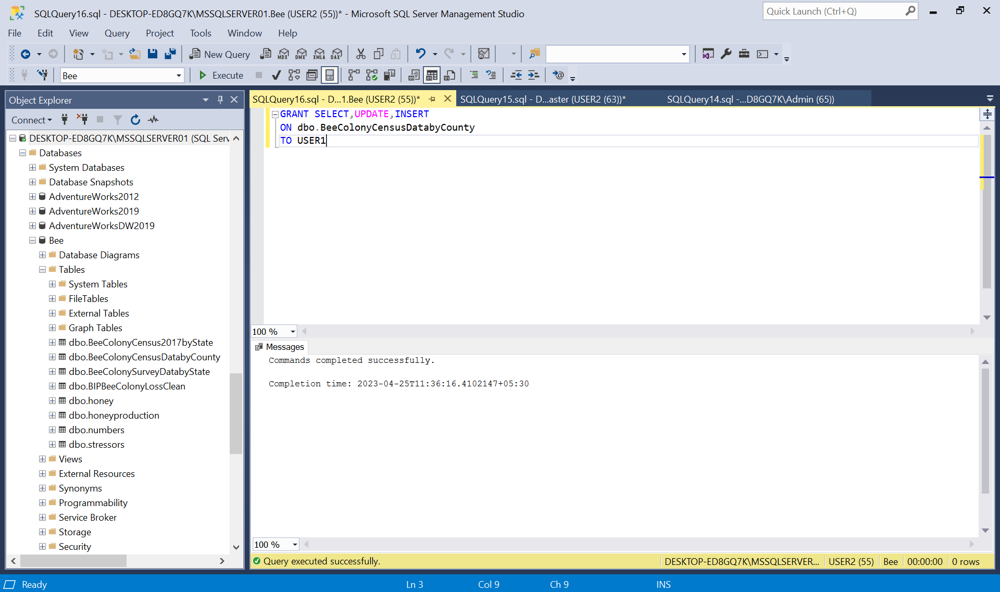 SQLQuery16.sql - DESKTOP-ED8GQ7K\MSSQLSERVER01.Bee (USER2 (55))* - Microsoft SQL Server Management Studio
Quick Launch (Ctrl+Q)
File Edit View Query Project Tools Window Help
New Query MDX DMX XMLA DAX
Bee Execute
Object Explorer
Connect
DESKTOP-ED8GQ7K\MSSQLSERVER01 (SQL Serv
Databases
System Databases
Database Snapshots
AdventureWorks2012
AdventureWorks2019
AdventureWorksDW2019
Bee
Database Diagrams
Tables
System Tables
FileTables
External Tables
Graph Tables
dbo.BeeColonyCensus2017byState
dbo.BeeColonyCensusDatabyCounty
dbo.BeeColonySurveyDatabyState
dbo.BIPBeeColonyLossClean
dbo.honey
dbo.honeyproduction
dbo.numbers
dbo.stressors
Views
External Resources
Synonyms
Programmability
Service Broker
Storage
Security
SQLQuery16.sql - D...1.Bee (USER2 (55))* SQLQuery15.sql - D...aster (USER2 (63))* SQLQuery14.sql -...D8GQ7K\Admin (65))
GRANT SELECT,UPDATE,INSERT
ON dbo.BeeColonyCensusDatabyCounty
TO USER1
100 %
Messages
Commands completed successfully.
Completion time: 2023-04-25T11:36:16.4102147+05:30
100 %
Query executed successfully. DESKTOP-ED8GQ7K\MSSQLSERVER... USER2 (55) Bee 00:00:00 0 rows
Ready Ln 3 Col 9 Ch 9 INS